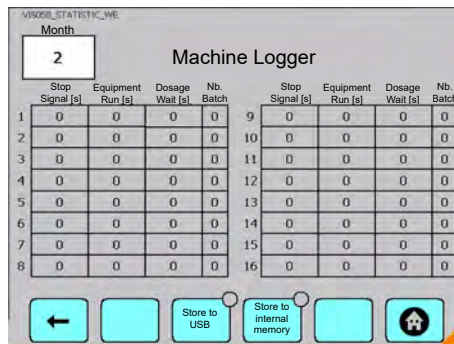 VIS058_STATISTIC_WE
Month
2
Machine Logger
Stop Signal [s] Equipment Run [s] Dosage Wait [s] Nb. Batch Stop Signal [s] Equipment Run [s] Dosage Wait [s] Nb. Batch
1 0 0 0 0 9 0 0 0 0
2 0 0 0 0 10 0 0 0 0
3 0 0 0 0 11 0 0 0 0
4 0 0 0 0 12 0 0 0 0
5 0 0 0 0 13 0 0 0 0
6 0 0 0 0 14 0 0 0 0
7 0 0 0 0 15 0 0 0 0
8 0 0 0 0 16 0 0 0 0
Store to
USB
Store to
internal
memory